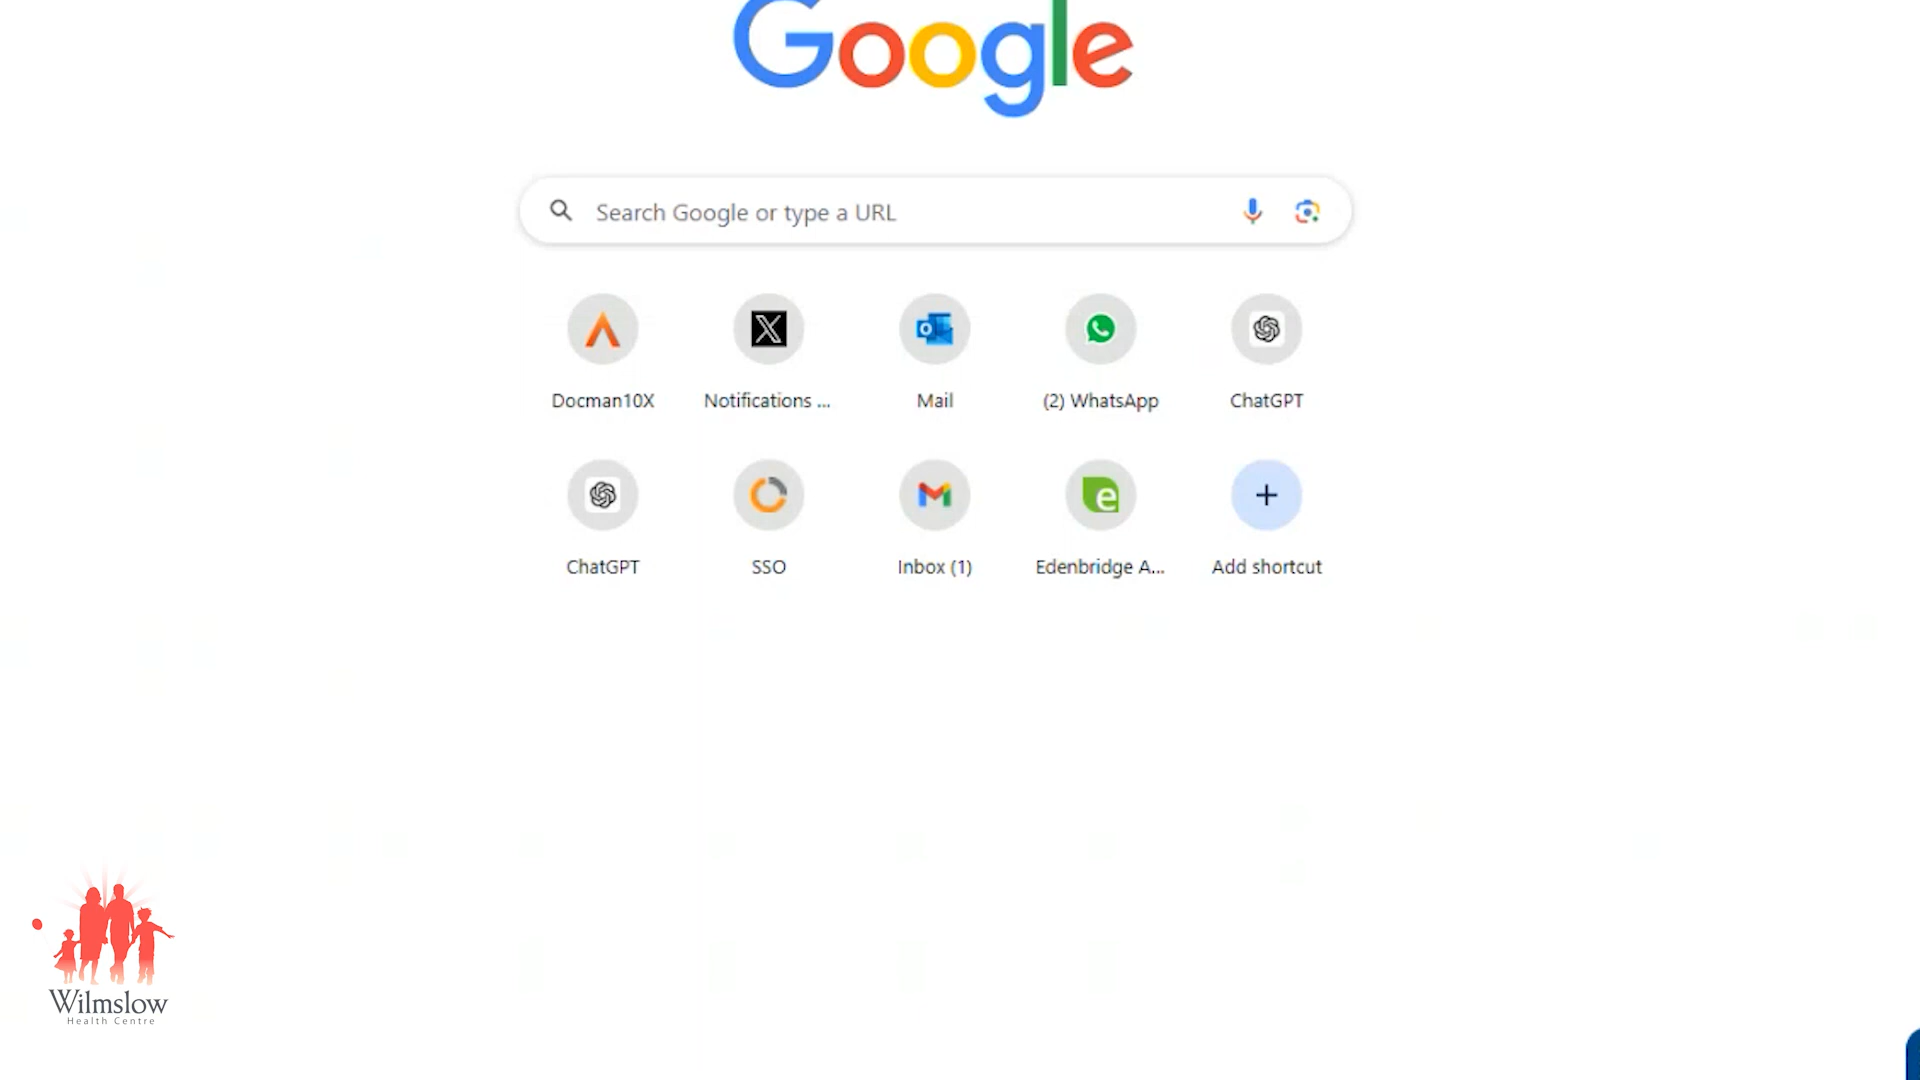 Google
Search Google or type a URL
Docman10X
Notifications ...
Mail
(2) WhatsApp
ChatGPT
ChatGPT
SSO
Inbox (1)
Edenbridge A...
Add shortcut
Wilmslow
Health Centre